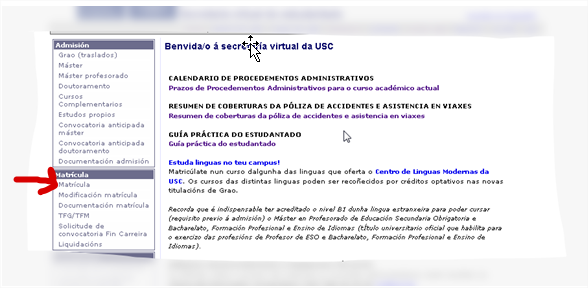 Admisión
Grao (traslados)
Máster
Máster profesorado
Doutoramento
Cursos
Complementarios
Estudos propios
Convocatoria anticipada
máster
Convocatoria anticipada
doutoramento
Documentación admisión
Matrícula
Matrícula
Modificación matrícula
Documentación matrícula
TFG/TFM
Solicitude de
convocatoria Fin Carreira
Liquidacións
Benvida/o á secretaría virtual da USC
CALENDARIO DE PROCEDEMENTOS ADMINISTRATIVOS
Prazos de Procedementos Administrativos para o curso académico actual
RESUMEN DE COBERTURAS DA PÓLIZA DE ACCIDENTES E ASISTENCIA EN VIAXES
Resumen de coberturas da póliza de accidentes e asistencia en viaxes
GUÍA PRÁCTICA DO ESTUDANTADO
Guía práctica do estudantado
Estuda linguas no teu campus!
Matricúlate nun curso dalgunha das linguas que oferta o Centro de Linguas Modernas da
USC. Os cursos das distintas linguas poden ser recoñecidos por créditos optativos nas novas
titulacións de Grao.
Recorda que é indispensable ter acreditado o nivel B1 dunha lingua estranxeira para poder cursar
(requisito previo á admisión) o Máster en Profesorado de Educación Secundaria Obrigatoria e
Bacharelato, Formación Profesional e Ensino de Idiomas (título universitario oficial que habilita para
o exercizo das profesións de Profesor de ESO e Bacharelato, Formación Profesional e Ensino de
Idiomas).